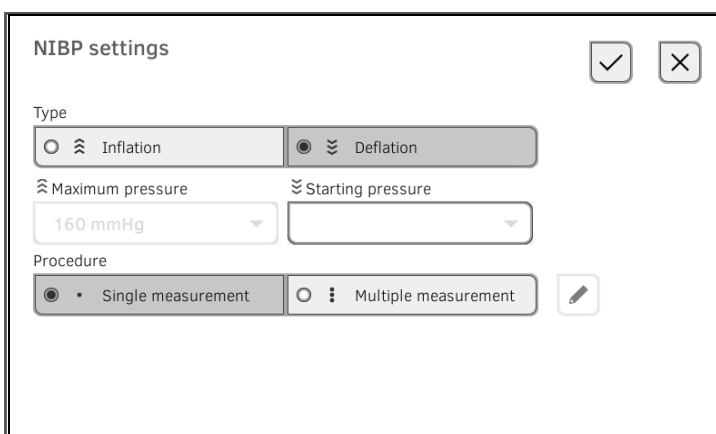 NIBP settings
Type
Inflation
Deflation
Maximum pressure
Starting pressure
160 mmHg
Procedure
Single measurement
Multiple measurement